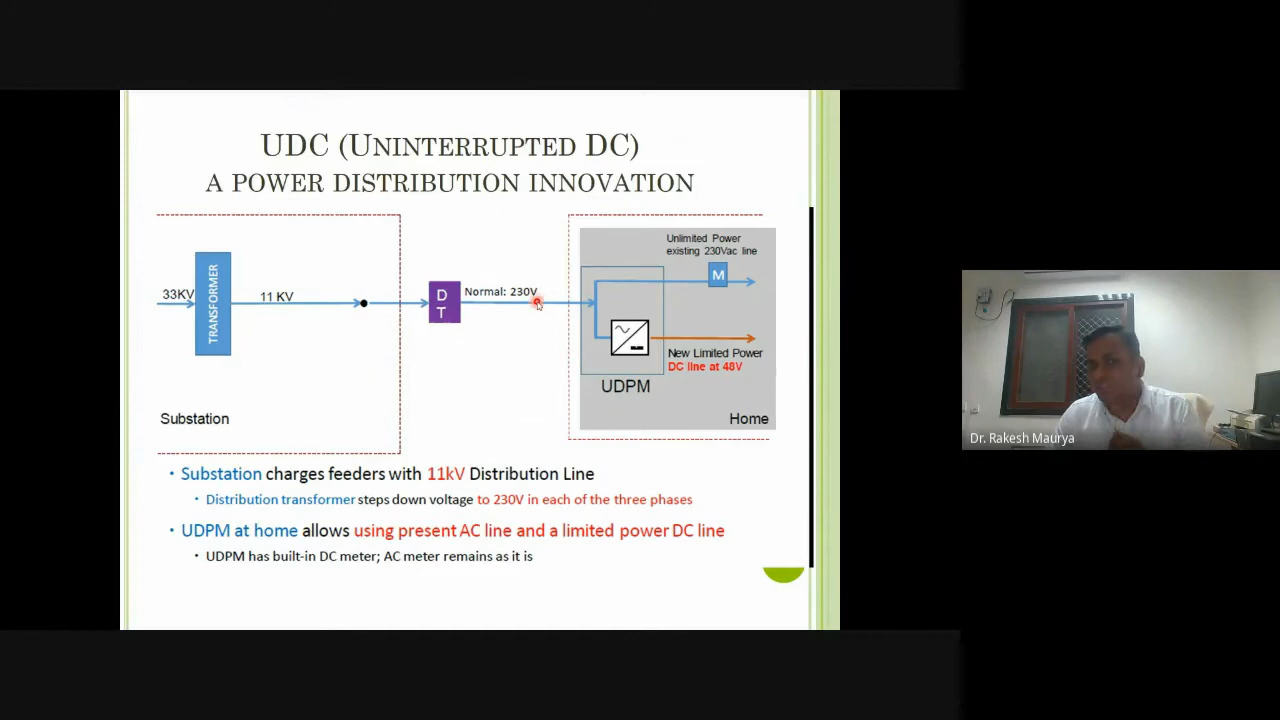 UDC (UNINTERRUPTED DC)
A POWER DISTRIBUTION INNOVATION
33KV
TRANSFORMER
11 KV
Substation
D
T
Normal: 230V
Unlimited Power
existing 230Vac line
M
New Limited Power
DC line at 48V
UDPM
Home
• Substation charges feeders with 11kV Distribution Line
• Distribution transformer steps down voltage to 230V in each of the three phases
• UDPM at home allows using present AC line and a limited power DC line
• UDPM has built-in DC meter; AC meter remains as it is
Dr. Rakesh Maurya